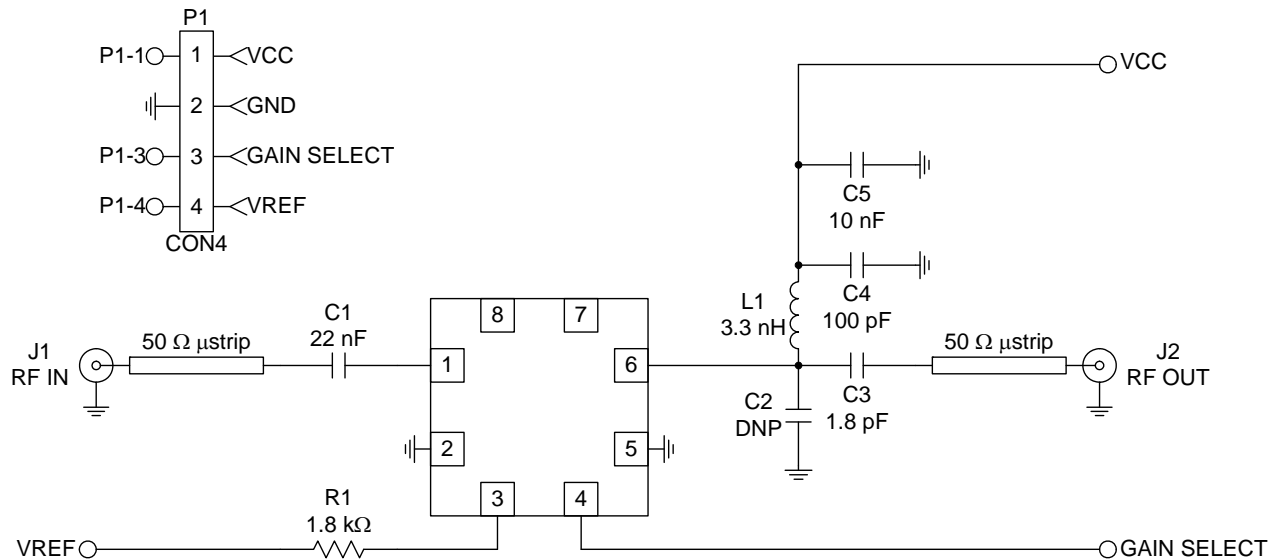 P1
P1-1 1 VCC
2 GND
P1-3 3 GAIN SELECT
P1-4 4 VREF
CON4
VCC
C5
10 nF
C4
100 pF
L1
3.3 nH
J1
RF IN
50 Ω µstrip
C1
22 nF
8 7
1 6
2 5
3 4
C2
DNP
C3
1.8 pF
50 Ω µstrip
J2
RF OUT
R1
1.8 kΩ
VREF
GAIN SELECT